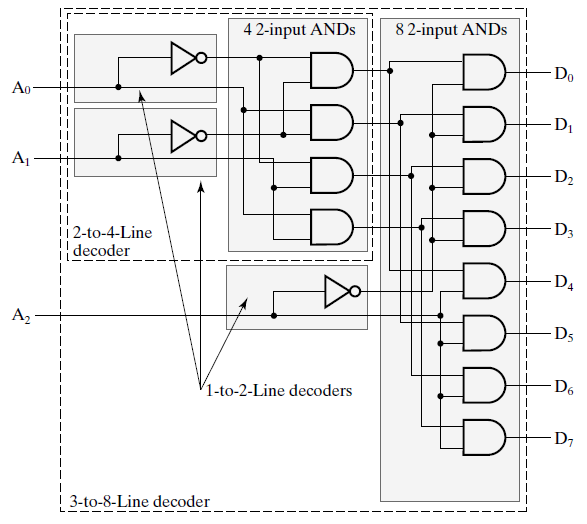 4 2-input ANDs
8 2-input ANDs
A0
D0
D1
A1
D2
2-to-4-Line
decoder
D3
D4
A2
D5
1-to-2-Line decoders
D6
D7
3-to-8-Line decoder